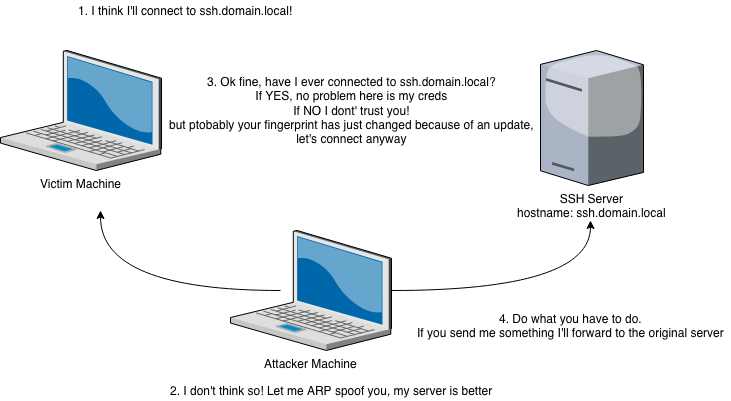 1. I think I'll connect to ssh.domain.local!
3. Ok fine, have I ever connected to ssh.domain.local?
If YES, no problem here is my creds
If NO I dont' trust you!
but ptobably your fingerprint has just changed because of an update,
let's connect anyway
Victim Machine
SSH Server
hostname: ssh.domain.local
4. Do what you have to do.
If you send me something I'll forward to the original server
Attacker Machine
2. I don't think so! Let me ARP spoof you, my server is better